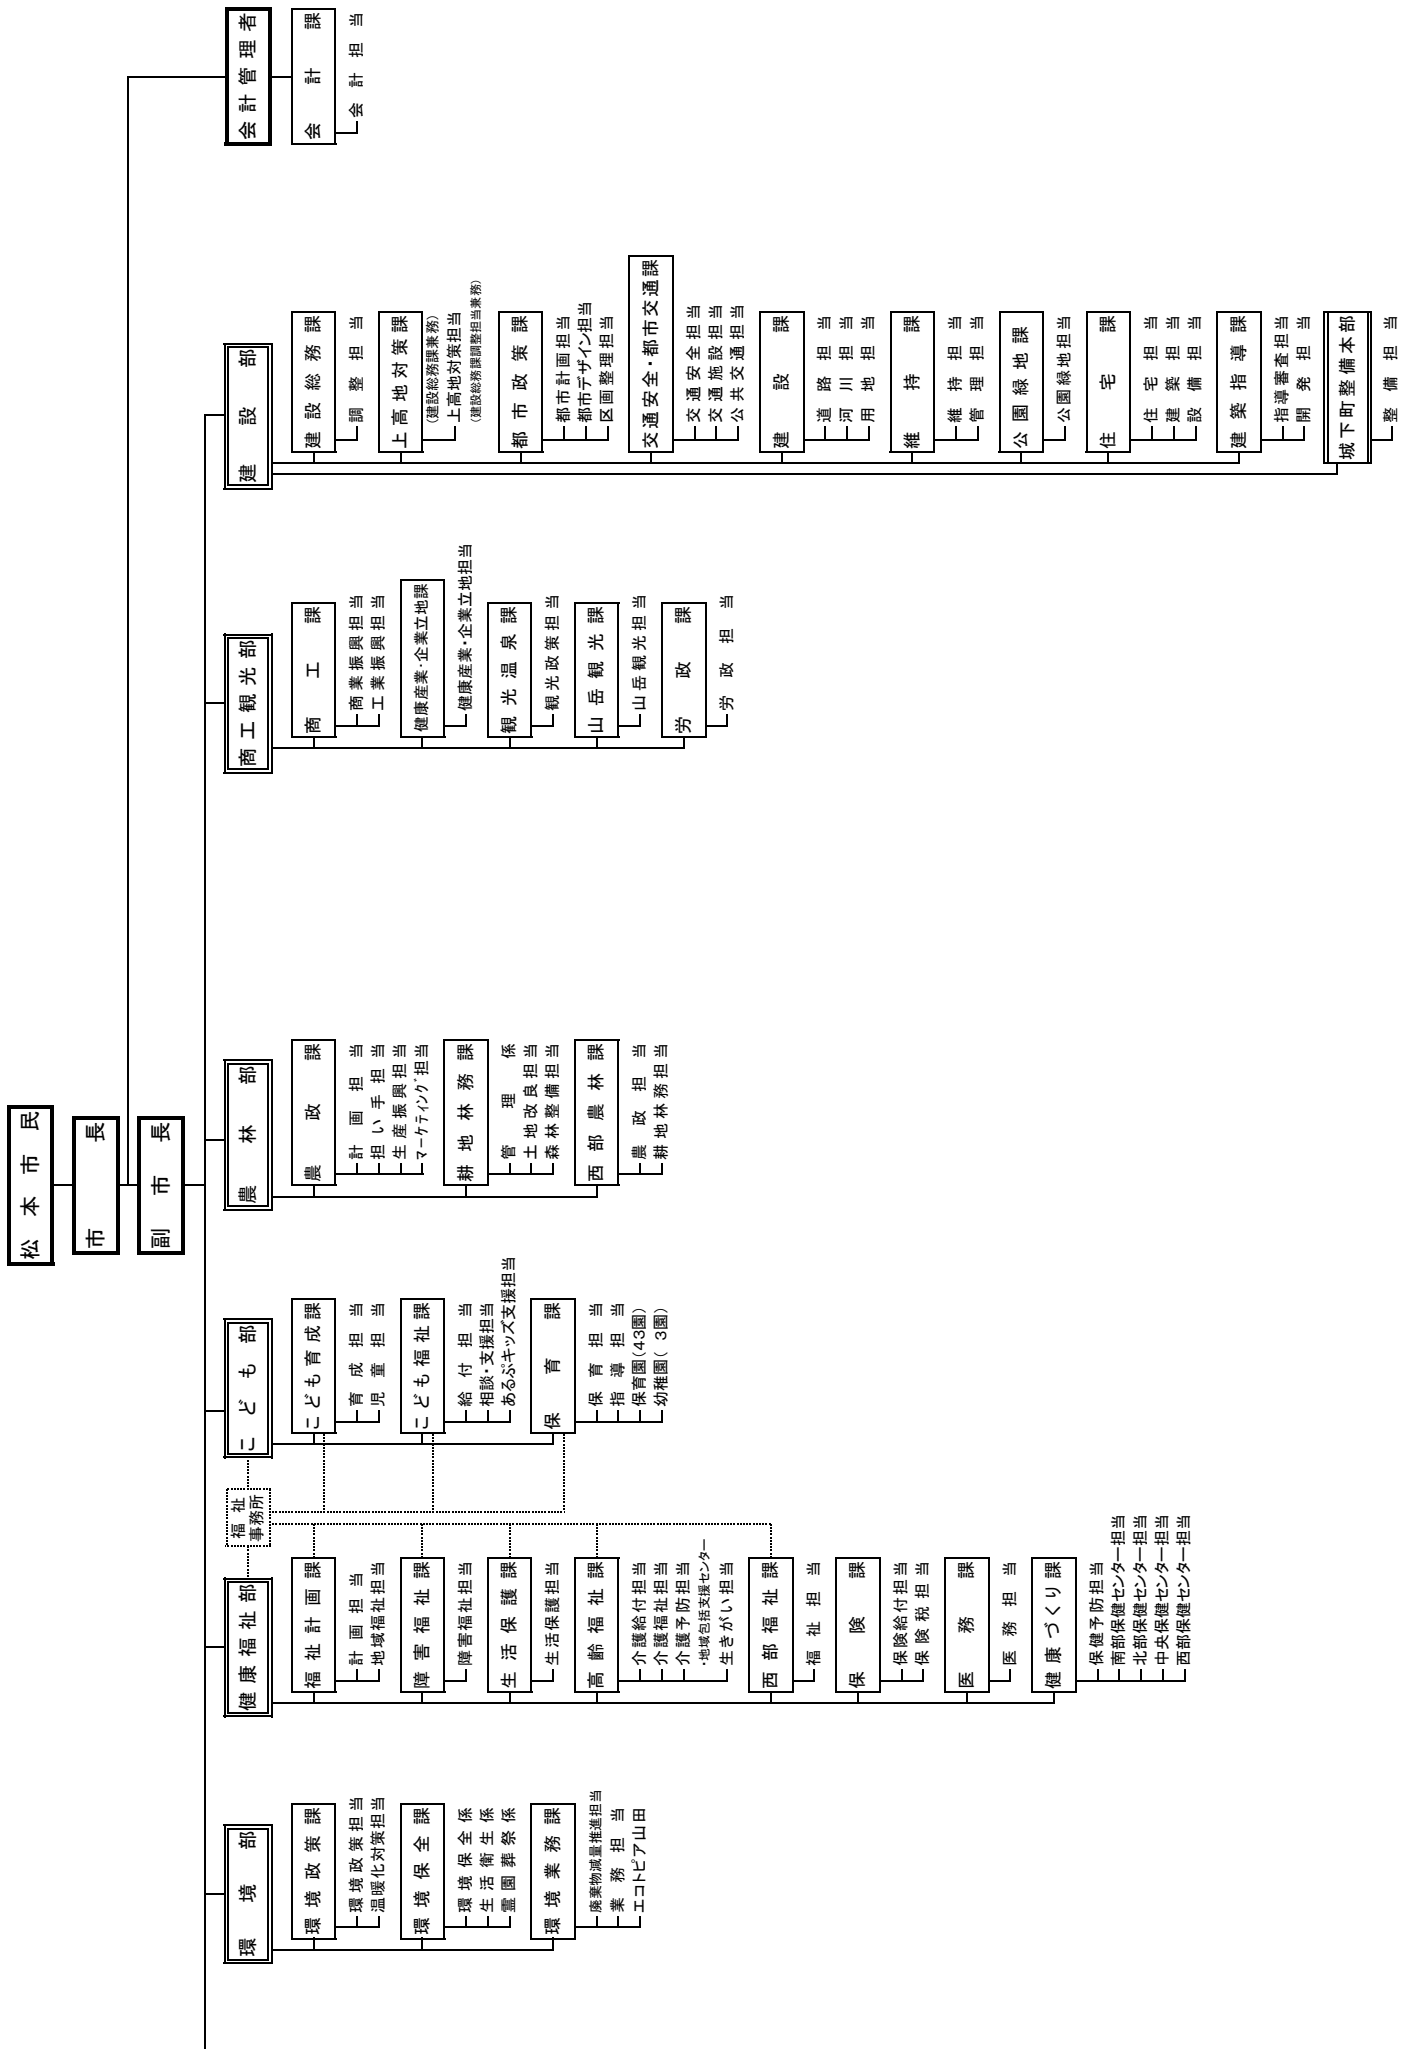 松本市民
市長
副市長
環境部
環境政策課
環境政策担当
温暖化対策担当
環境保全課
環境保全係
生活衛生係
霊園葬祭係
環境業務課
廃棄物減量推進担当
業務担当
エコトピア山田
健康福祉部
福祉計画課
計画担当
地域福祉担当
障害福祉課
障害福祉担当
生活保護課
生活保護担当
高齢福祉課
介護給付担当
介護福祉担当
介護予防担当
・地域包括支援センター
生きがい担当
西部福祉課
福祉担当
保険課
保険給付担当
保険税担当
医務課
医務担当
健康づくり課
保健予防担当
南部保健センター担当
北部保健センター担当
中央保健センター担当
西部保健センター担当
福祉
事務所
こども部
こども育成課
育成担当
児童担当
こども福祉課
給付担当
相談・支援担当
あるぷキッズ支援担当
保育課
保育担当
指導担当
保育園(43園)
幼稚園( 3園)
農林部
農政課
計画担当
担い手担当
生産振興担当
マーケティング担当
耕地林務課
管理係
土地改良担当
森林整備担当
西部農林課
農政担当
耕地林務担当
商工観光部
商工課
商業振興担当
工業振興担当
健康産業・企業立地課
健康産業・企業立地担当
観光温泉課
観光政策担当
山岳観光課
山岳観光担当
労政課
労政担当
建設部
建設総務課
調整担当
上高地対策課
(建設総務課兼務)
上高地対策担当
(建設総務課調整担当兼務)
都市政策課
都市計画担当
都市デザイン担当
区画整理担当
交通安全・都市交通課
交通安全担当
交通施設担当
公共交通担当
建設課
道路担当
河川担当
用地担当
維持課
維持担当
管理担当
公園緑地課
公園緑地担当
住宅課
住宅担当
建築担当
設備担当
建築指導課
指導審査担当
開発担当
城下町整備本部
整備担当
会計管理者
会計課
会計担当